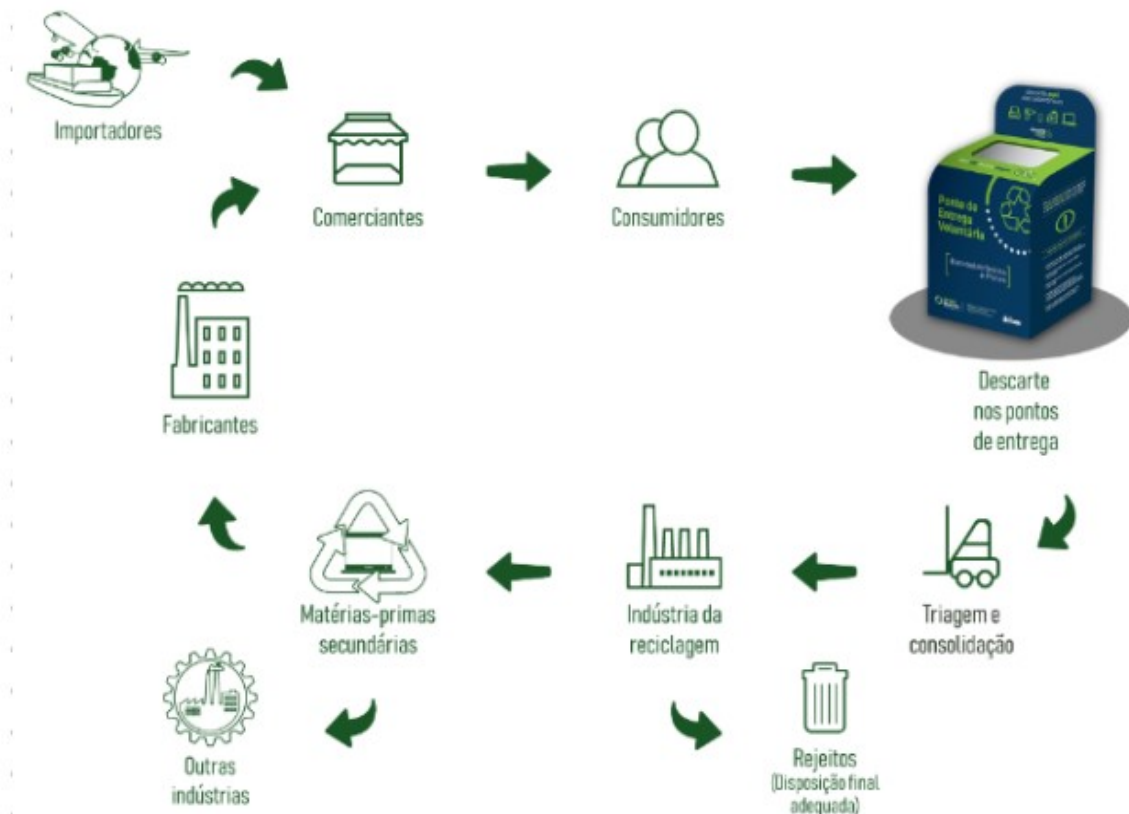 Importadores
Comerciantes
Consumidores
Ponto de
Entrega
Voluntária
Fabricantes
Descarte
nos pontos
de entrega
Matérias-primas
secundárias
Indústria da
reciclagem
Triagem e
consolidação
Outras
indústrias
Rejeitos
(Disposição final
adequada)